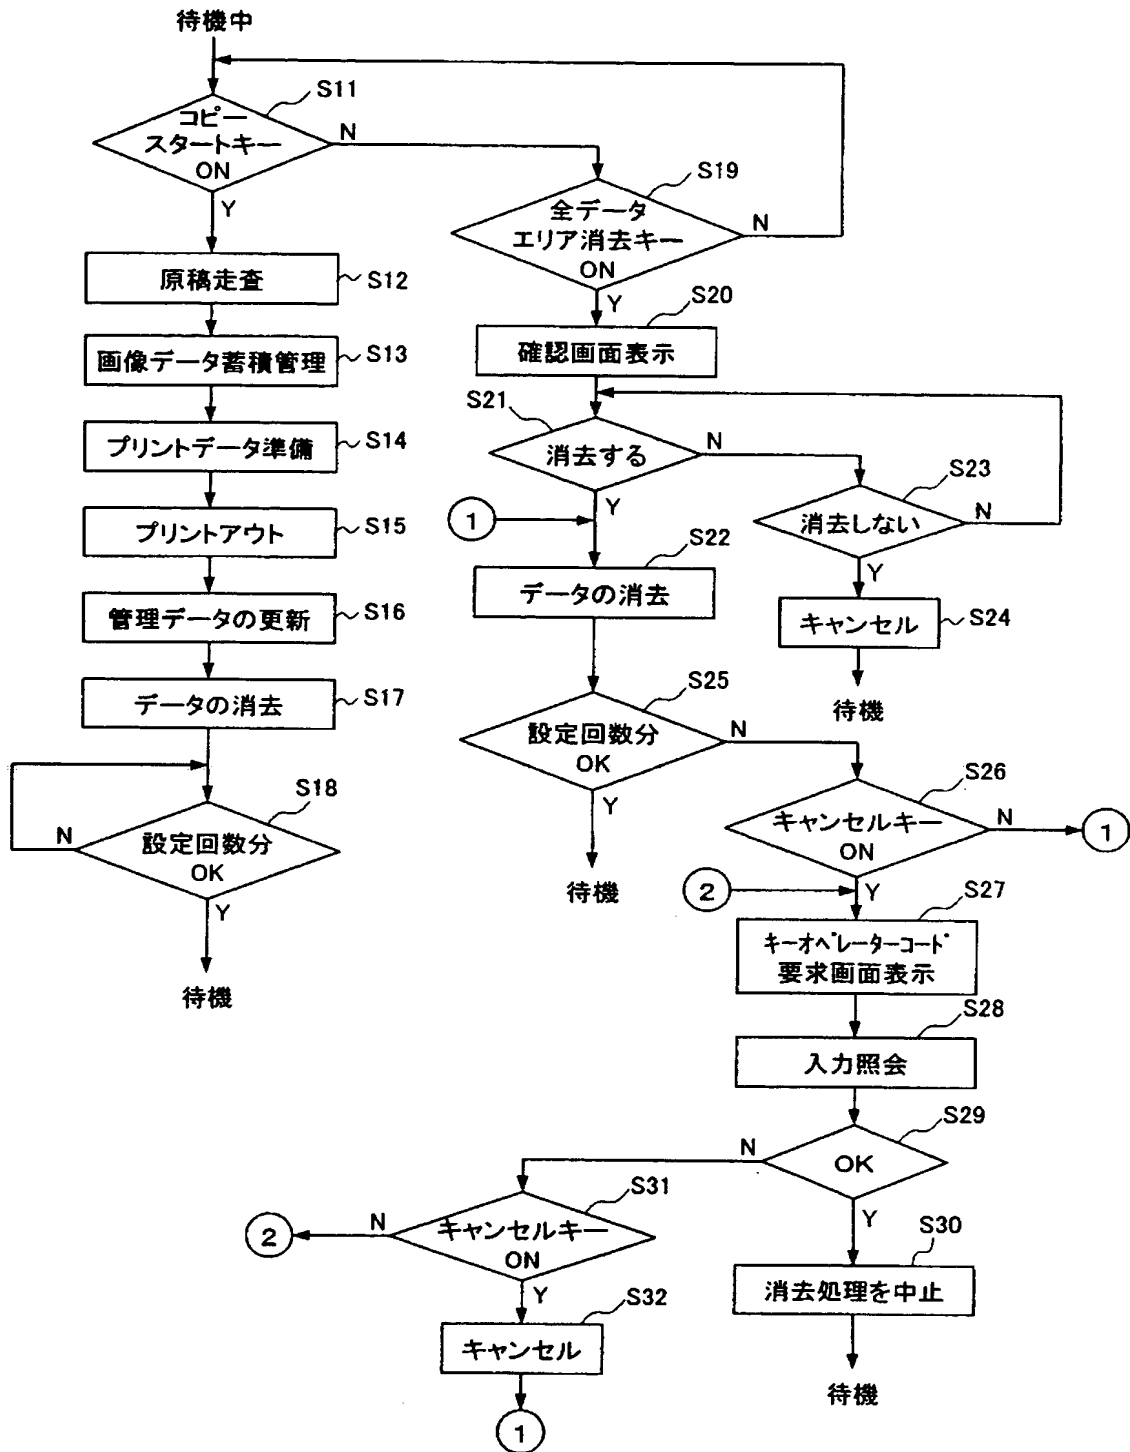 待機中
S11
コピー
スタートキー
ON
N
Y
S12
原稿走査
S13
画像データ蓄積管理
S14
プリントデータ準備
S15
プリントアウト
S16
管理データの更新
S17
データの消去
S18
設定回数分
OK
N
Y
待機
S19
全データ
エリア消去キー
ON
N
Y
S20
確認画面表示
S21
消去する
N
Y
1
S22
データの消去
S23
消去しない
N
Y
S24
キャンセル
待機
S25
設定回数分
OK
N
Y
待機
S26
キャンセルキー
ON
N
1
Y
2
S27
キーオペレーターコード
要求画面表示
S28
入力照会
S29
OK
N
Y
S30
消去処理を中止
待機
S31
キャンセルキー
ON
N
2
Y
S32
キャンセル
1